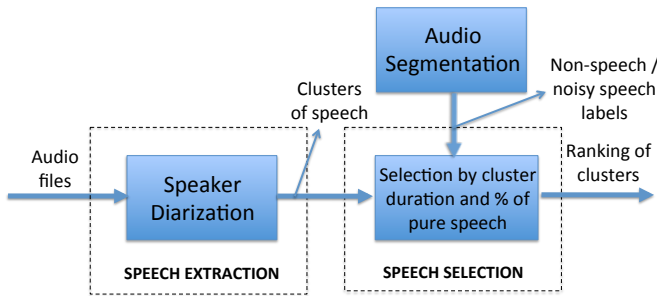 Audio
Segmentation
Non-speech /
noisy speech
labels
Clusters
of speech
Audio
files
Speaker
Diarization
Selection by cluster
duration and % of
pure speech
Ranking of
clusters
SPEECH EXTRACTION
SPEECH SELECTION